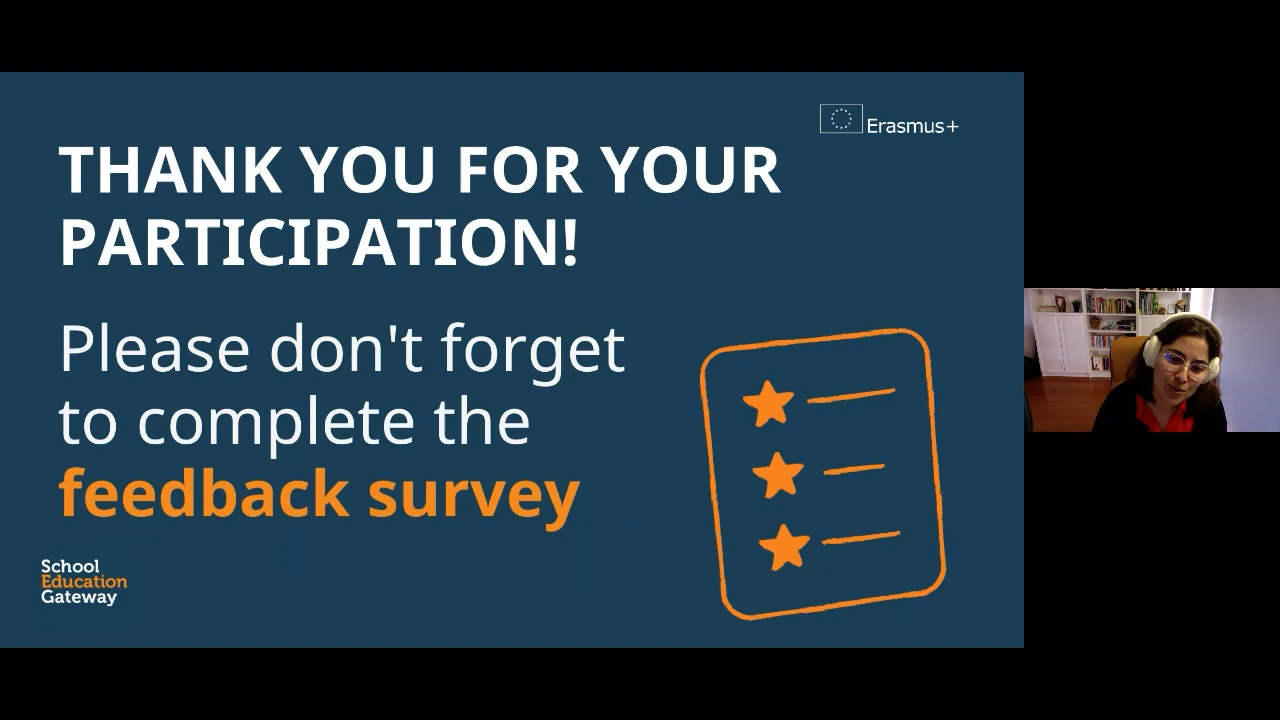 Erasmus+
THANK YOU FOR YOUR
PARTICIPATION!
Please don't forget
to complete the
feedback survey
School
Education
Gateway